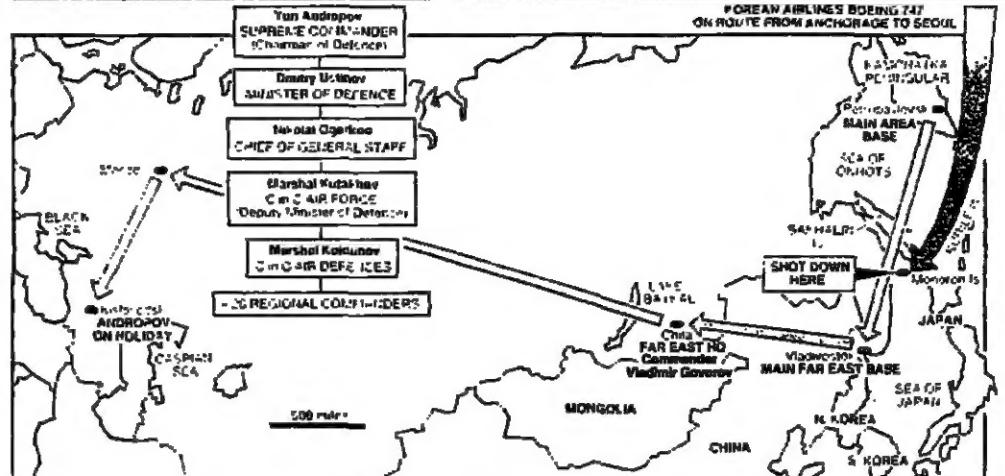 KOREAN AIRLINES BOEING 747
ON ROUTE FROM ANCHORAGE TO SEOUL
Yuri Andropov
SUPREME COMMANDER
(Chairman of Defence)
Dmitry Ustinov
MINISTER OF DEFENCE
Nikolai Ogarkov
CHIEF OF GENERAL STAFF
Marshal Kutakhov
C in C AIR FORCE
(Deputy Minister of Defence)
Marshal Koldunov
C in C AIR DEFENCES
REGIONAL COMMANDERS
KAMCHATKA
PENINSULAR
MAIN AREA
BASE
SEA OF
OKHOTS
BLACK
SEA
SHOT DOWN
HERE
Moneron Is
JAPAN
LAKE
BAIKAL
ANDROPOV
ON HOLIDAY
CASPIAN
SEA
China
FAR EAST HQ
Commander
Vladimir Govorov
Vladivostok
MAIN FAR EAST BASE
SEA OF
JAPAN
500 miles
MONGOLIA
N. KOREA
CHINA
S. KOREA